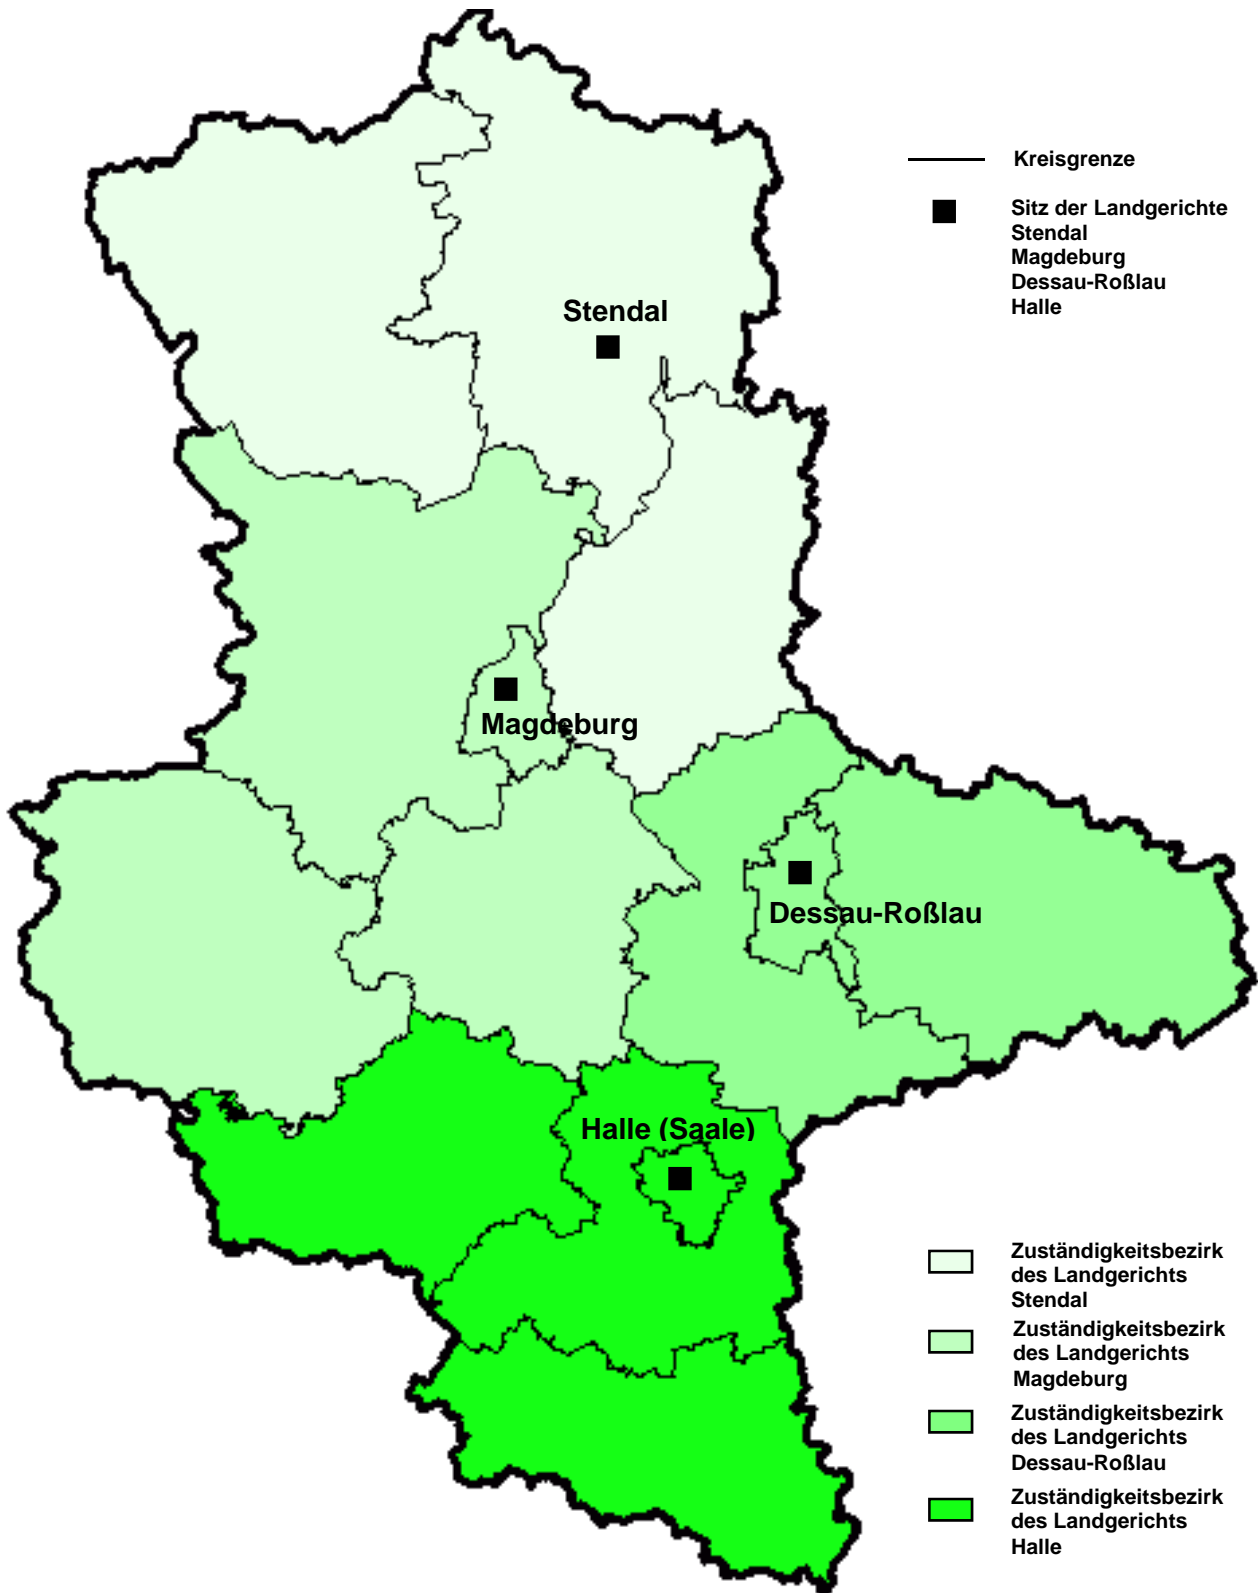 Kreisgrenze
Sitz der Landgerichte
Stendal
Magdeburg
Dessau-Roßlau
Halle
Stendal
Magdeburg
Dessau-Roßlau
Halle (Saale)
Zuständigkeitsbezirk
des Landgerichts
Stendal
Zuständigkeitsbezirk
des Landgerichts
Magdeburg
Zuständigkeitsbezirk
des Landgerichts
Dessau-Roßlau
Zuständigkeitsbezirk
des Landgerichts
Halle